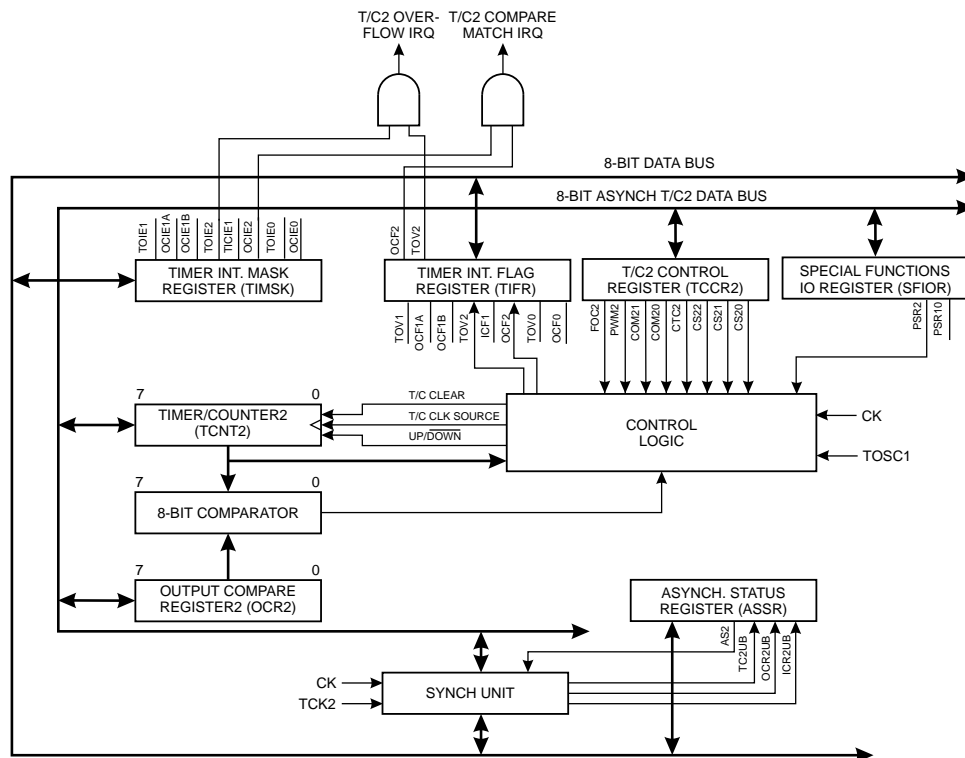 T/C2 OVER-
FLOW IRQ
T/C2 COMPARE
MATCH IRQ
8-BIT DATA BUS
8-BIT ASYNCH T/C2 DATA BUS
TOIE1
OCIE1A
OCIE1B
TOIE2
TICIE1
OCIE2
TOIE0
OCIE0
OCF2
TOV2
TIMER INT. MASK
REGISTER (TIMSK)
TIMER INT. FLAG
REGISTER (TIFR)
T/C2 CONTROL
REGISTER (TCCR2)
SPECIAL FUNCTIONS
IO REGISTER (SFIOR)
TOV1
OCF1A
OCF1B
TOV2
ICF1
OCF2
TOV0
OCF0
FOC2
PWM2
COM21
COM20
CTC2
CS22
CS21
CS20
PSR2
PSR10
7
0
TIMER/COUNTER2
(TCNT2)
T/C CLEAR
T/C CLK SOURCE
UP/DOWN
CONTROL
LOGIC
CK
TOSC1
7
0
8-BIT COMPARATOR
7
0
OUTPUT COMPARE
REGISTER2 (OCR2)
ASYNCH. STATUS
REGISTER (ASSR)
AS2
TC2UB
OCR2UB
ICR2UB
CK
TCK2
SYNCH UNIT